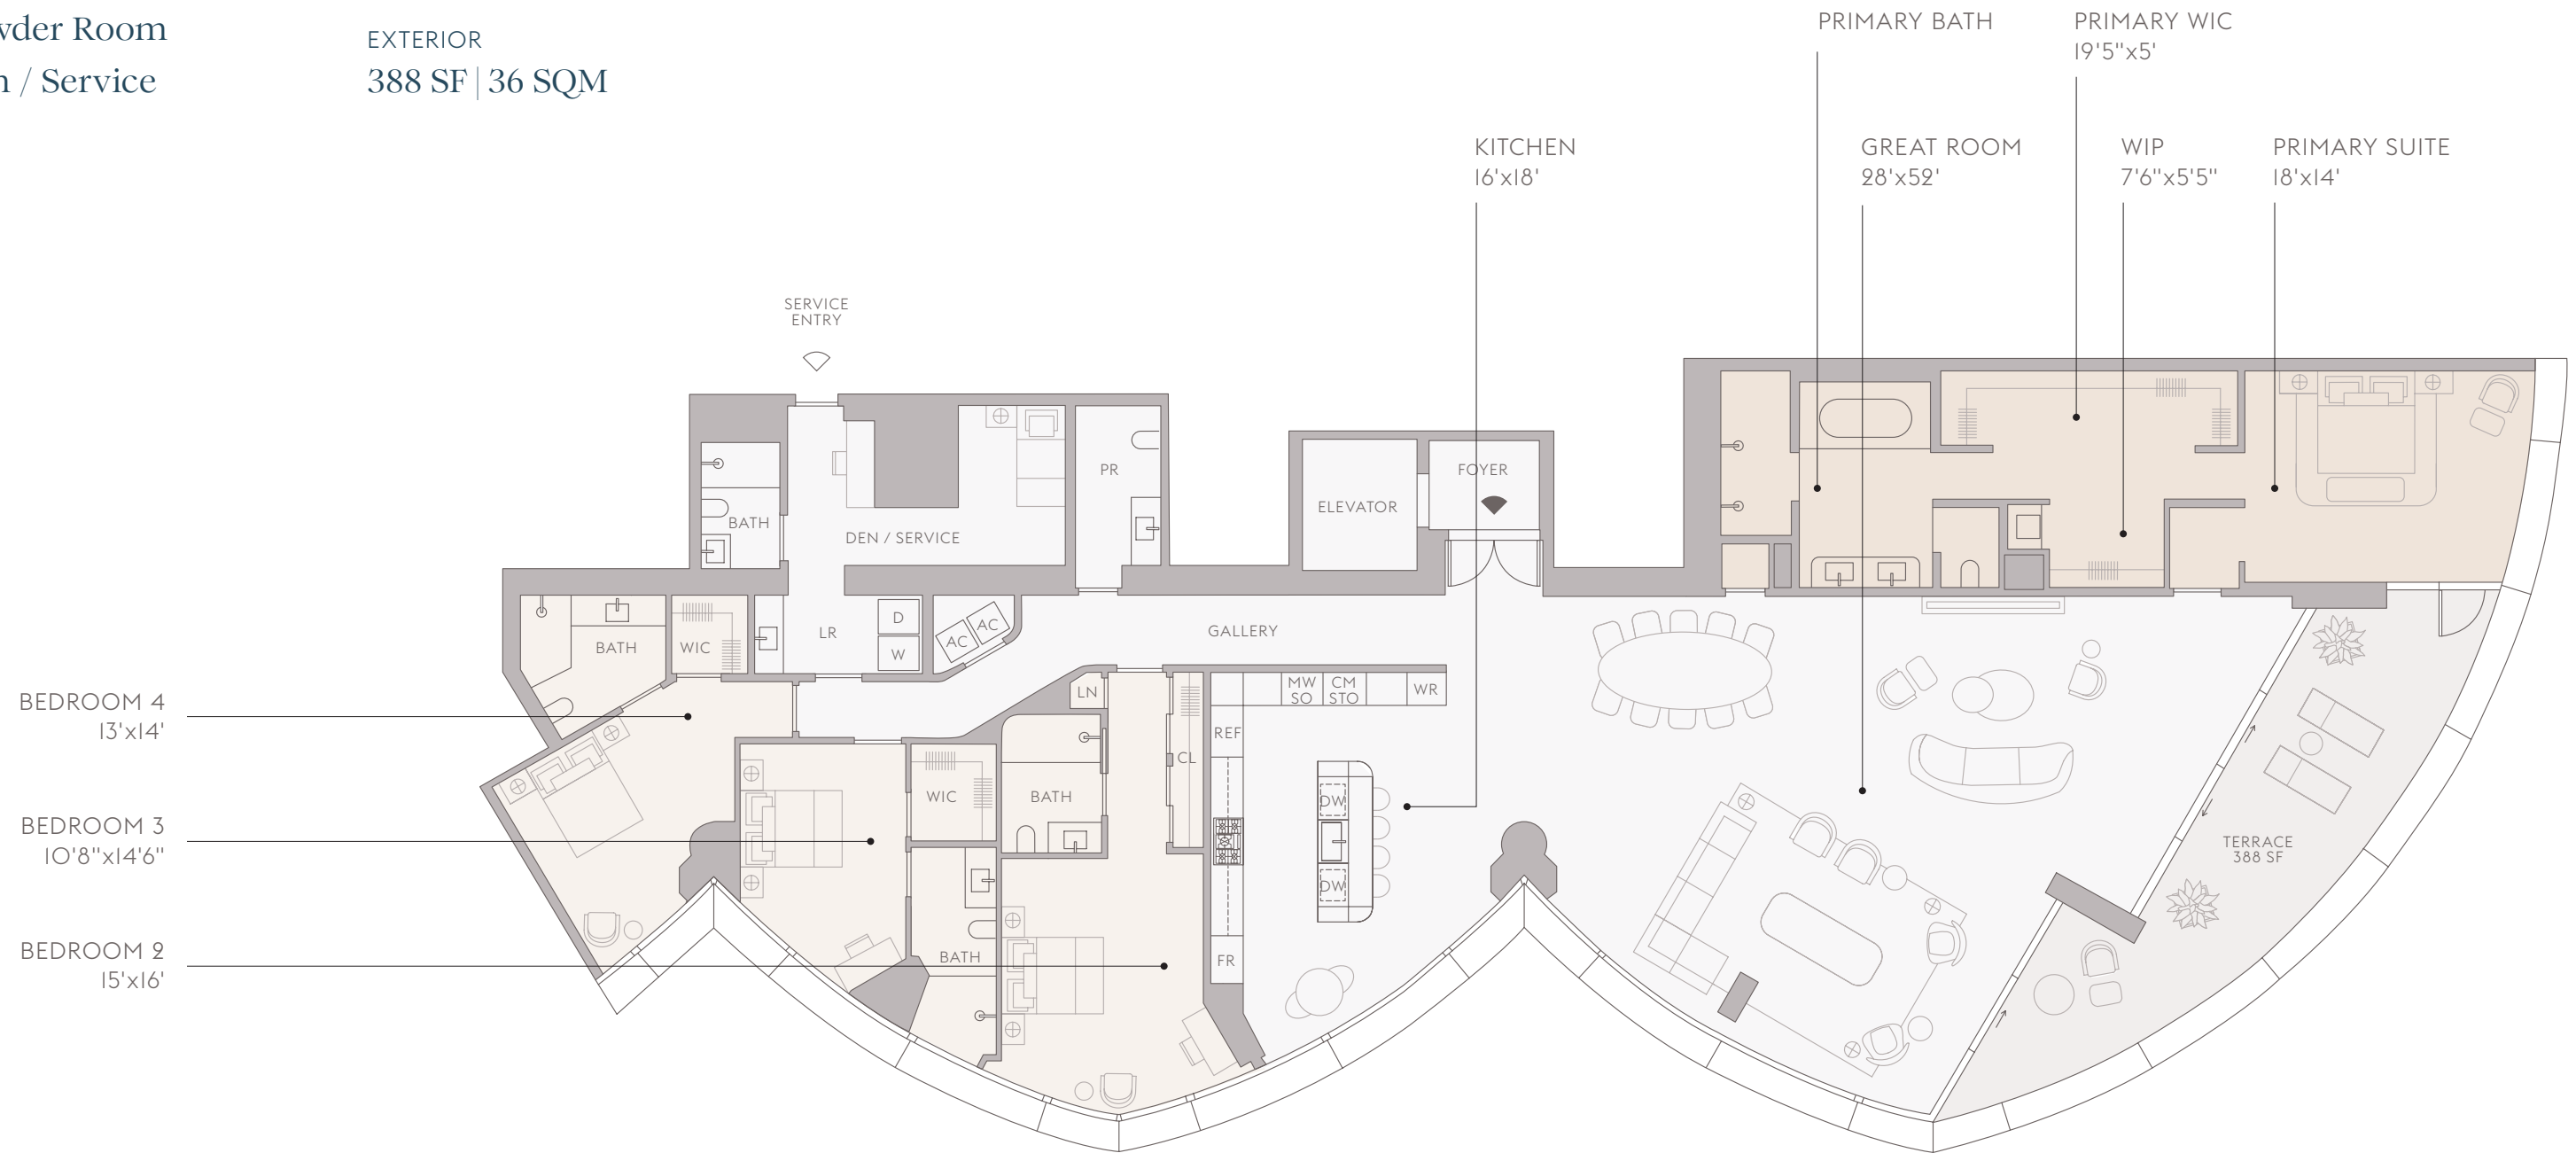 wder Room
n / Service
EXTERIOR
388 SF | 36 SQM
PRIMARY BATH
PRIMARY WIC
19'5"x5'
KITCHEN
16'x18'
GREAT ROOM
28'x52'
WIP
7'6"x5'5"
PRIMARY SUITE
18'x14'
SERVICE
ENTRY
BATH
DEN / SERVICE
PR
ELEVATOR
FOYER
BATH
WIC
LR
D
W
AC
AC
GALLERY
LN
MW
SO
CM
STO
WR
REF
CL
BEDROOM 4
13'x14'
WIC
BATH
DW
DW
BEDROOM 3
10'8"x14'6"
TERRACE
388 SF
BEDROOM 2
15'x16'
BATH
FR